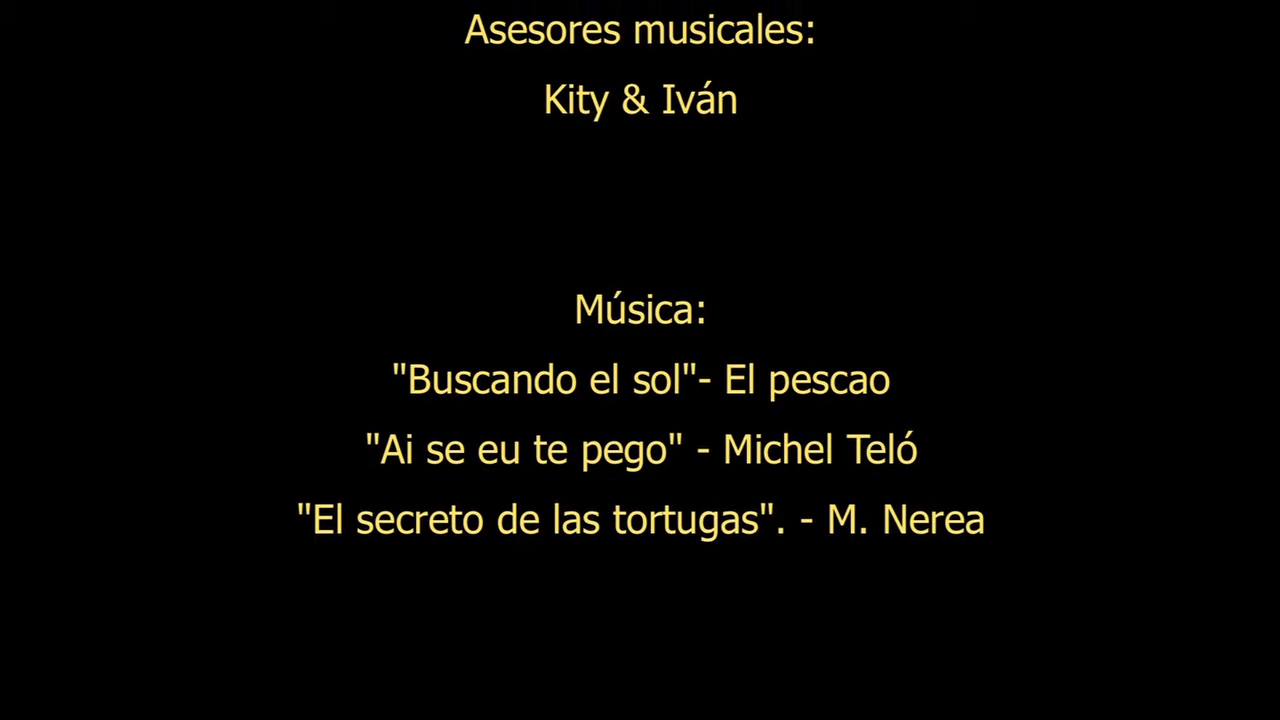 Asesores musicales:
Kity & Iván
Música:
"Buscando el sol"- El pescao
"Ai se eu te pego" - Michel Teló
"El secreto de las tortugas". - M. Nerea